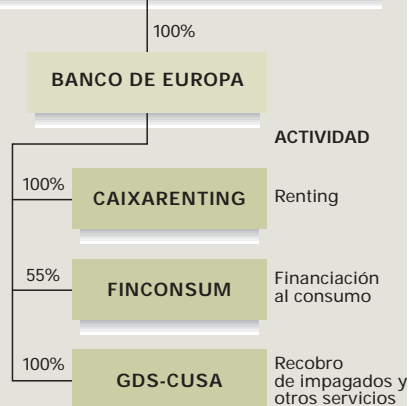 100%
BANCO DE EUROPA
ACTIVIDAD
100%
CAIXARENTING
Renting
55%
FINCONSUM
Financiación
al consumo
100%
GDS-CUSA
Recobro
de impagados y
otros servicios